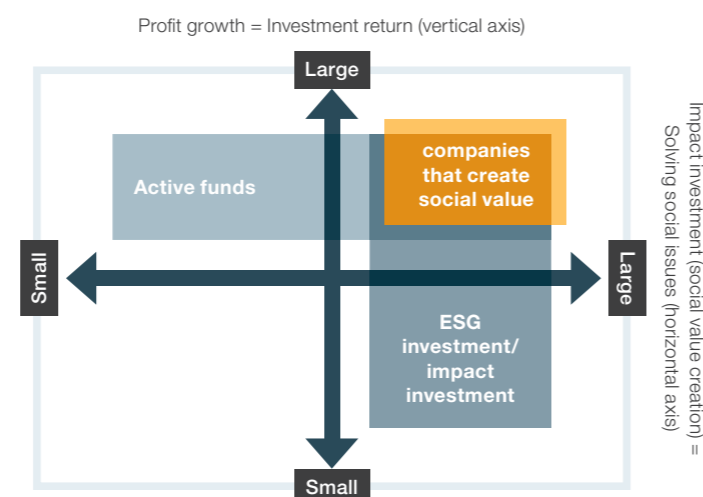 Profit growth = Investment return (vertical axis)
Large
companies
that create
social value
Active funds
Small
Large
Impact investment (social value creation) =
Solving social issues (horizontal axis)
ESG
investment/
impact
investment
Small